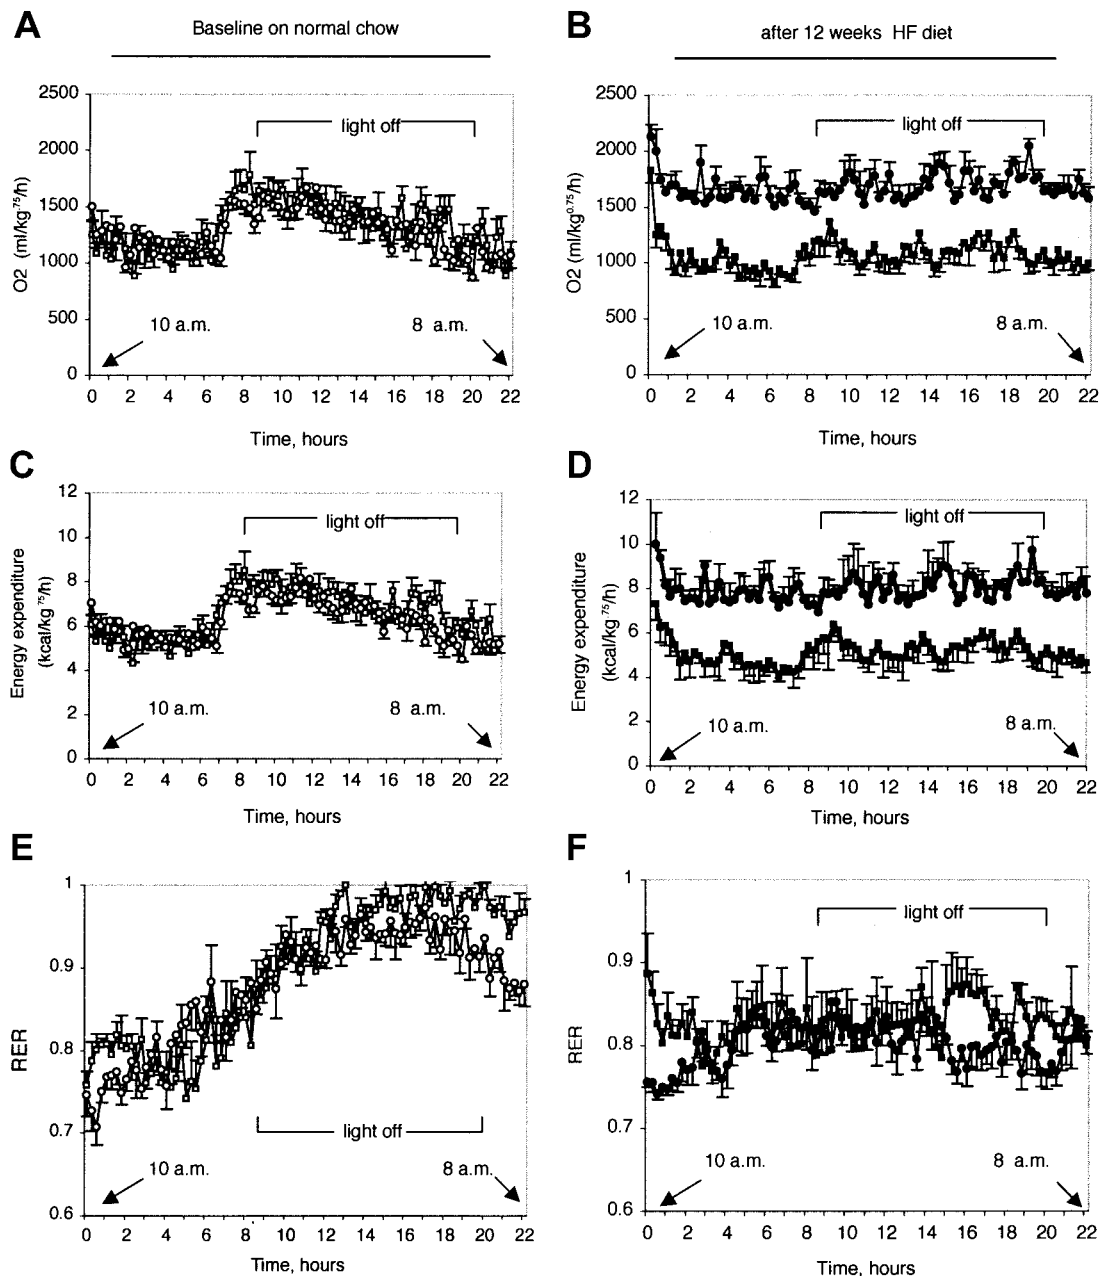 A
Baseline on normal chow
2500
2000
1500
1000
500
0
O2 (ml/kg.75/h)
light off
10 a.m.
8 a.m.
0 2 4 6 8 10 12 14 16 18 20 22
Time, hours
B
after 12 weeks HF diet
2500
2000
1500
1000
500
0
O2 (ml/kg0.75/h)
light off
10 a.m.
8 a.m.
0 2 4 6 8 10 12 14 16 18 20 22
Time, hours
C
12
10
8
6
4
2
0
Energy expenditure
(kcal/kg.75/h)
light off
10 a.m.
8 a.m.
0 2 4 6 8 10 12 14 16 18 20 22
Time, hours
D
12
10
8
6
4
2
0
Energy expenditure
(kcal/kg.75/h)
light off
10 a.m.
8 a.m.
0 2 4 6 8 10 12 14 16 18 20 22
Time, hours
E
1
0.9
0.8
0.7
0.6
RER
light off
10 a.m.
8 a.m.
0 2 4 6 8 10 12 14 16 18 20 22
Time, hours
F
1
0.9
0.8
0.7
0.6
RER
light off
10 a.m.
8 a.m.
0 2 4 6 8 10 12 14 16 18 20 22
Time, hours